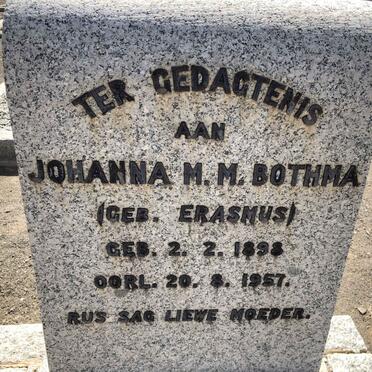 TER GEDAGTENIS
AAN
JOHANNA M. M. BOTHMA
(GEB. ERASMUS)
GEB. 2. 2. 1898
OORL. 20. 8. 1957.
RUS SAG LIEWE MOEDER.